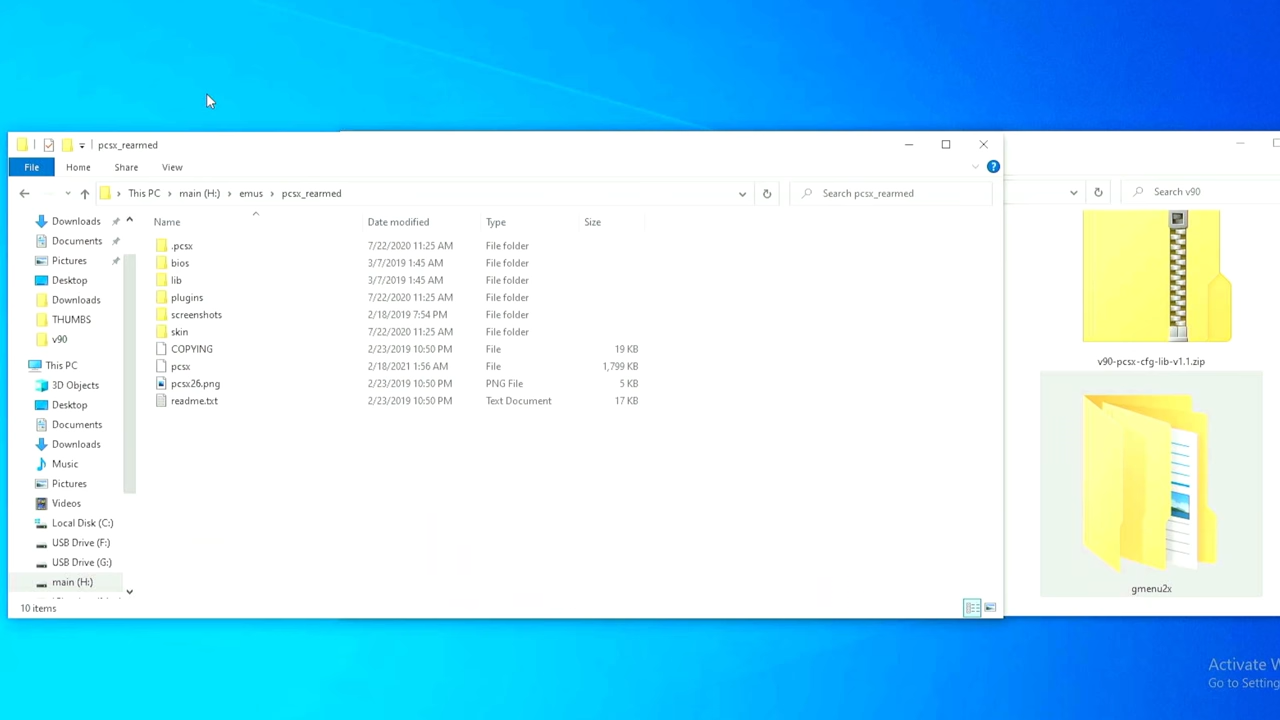 pcsx_rearmed
File Home Share View
This PC main (H:) emus pcsx_rearmed Search pcsx_rearmed
Search v90
Name Date modified Type Size
Downloads
Documents
Pictures
Desktop
Downloads
THUMBS
v90
This PC
3D Objects
Desktop
Documents
Downloads
Music
Pictures
Videos
Local Disk (C:)
USB Drive (F:)
USB Drive (G:)
main (H:)
.pcsx 7/22/2020 11:25 AM File folder
bios 3/7/2019 1:45 AM File folder
lib 3/7/2019 1:45 AM File folder
plugins 7/22/2020 11:25 AM File folder
screenshots 2/18/2019 7:54 PM File folder
skin 7/22/2020 11:25 AM File folder
COPYING 2/23/2019 10:50 PM File 19 KB
pcsx 2/18/2021 1:56 AM File 1,799 KB
pcsx26.png 2/23/2019 10:50 PM PNG File 5 KB
readme.txt 2/23/2019 10:50 PM Text Document 17 KB
10 items
v90-pcsx-cfg-lib-v1.1.zip
gmenu2x
Activate W
Go to Setting